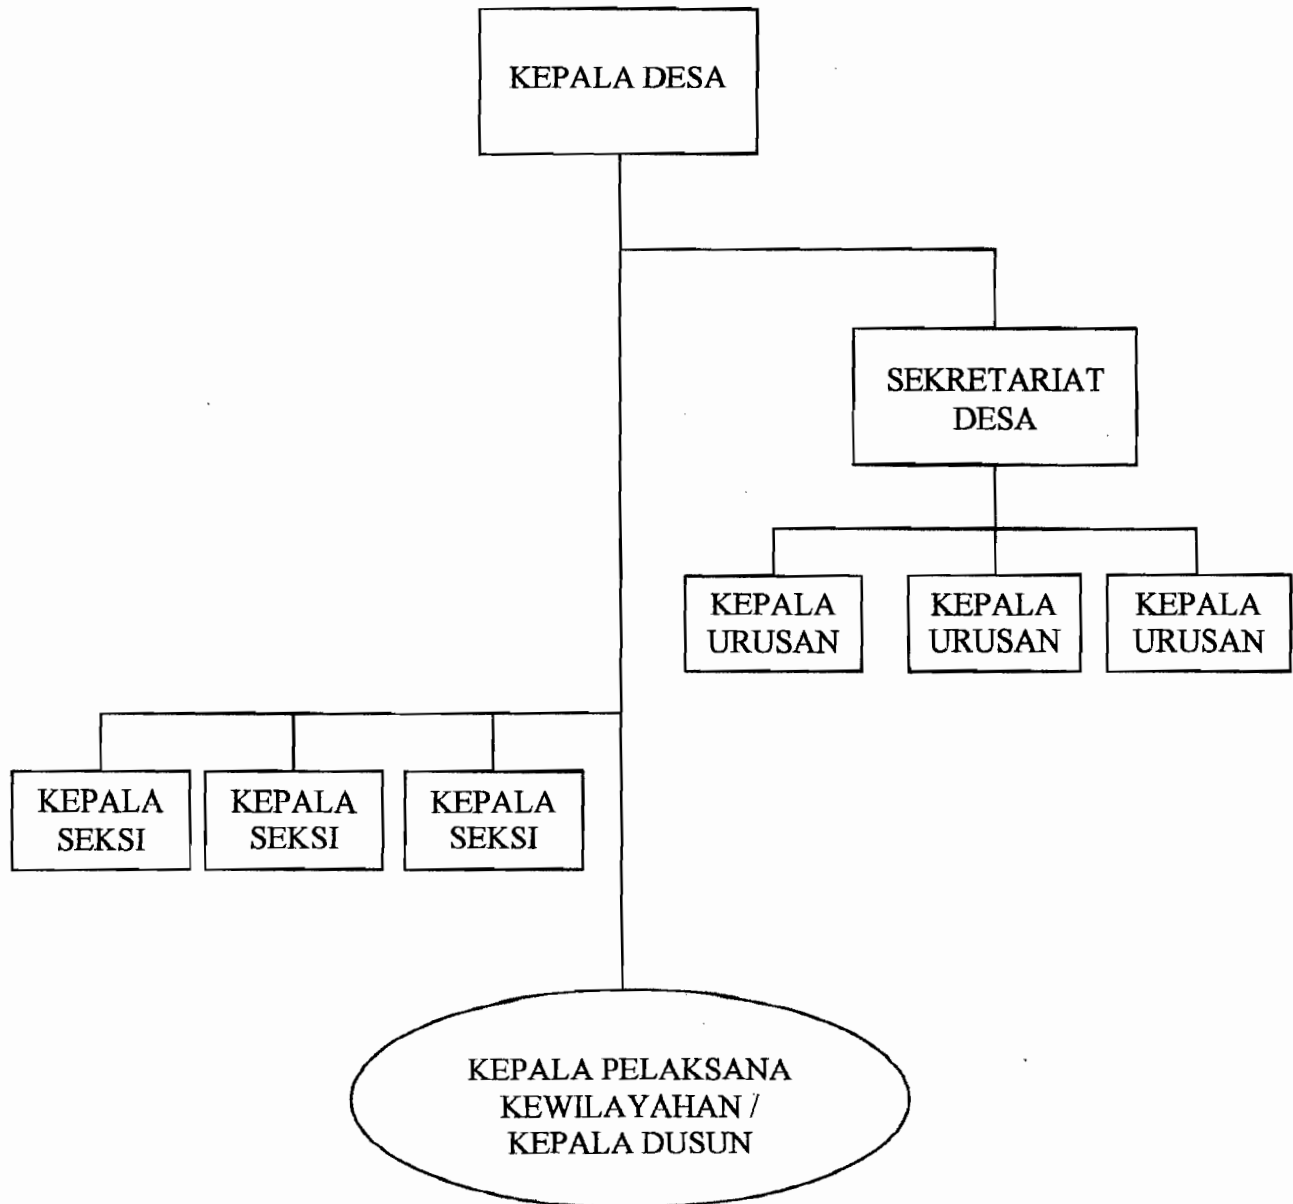 KEPALA DESA
SEKRETARIAT
DESA
KEPALA
URUSAN
KEPALA
URUSAN
KEPALA
URUSAN
KEPALA
SEKSI
KEPALA
SEKSI
KEPALA
SEKSI
KEPALA PELAKSANA
KEWILAYAHAN /
KEPALA DUSUN